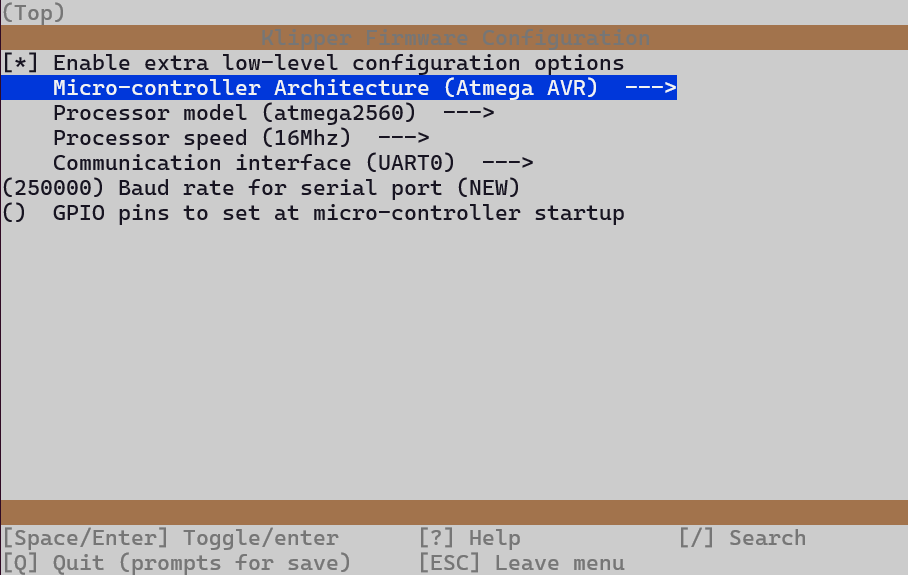 (Top)
Klipper Firmware Configuration
[*] Enable extra low-level configuration options
Micro-controller Architecture (Atmega AVR)  --->
Processor model (atmega2560)  --->
Processor speed (16Mhz)  --->
Communication interface (UART0)  --->
(250000) Baud rate for serial port (NEW)
()  GPIO pins to set at micro-controller startup
[Space/Enter] Toggle/enter [?] Help [/] Search
[Q] Quit (prompts for save) [ESC] Leave menu